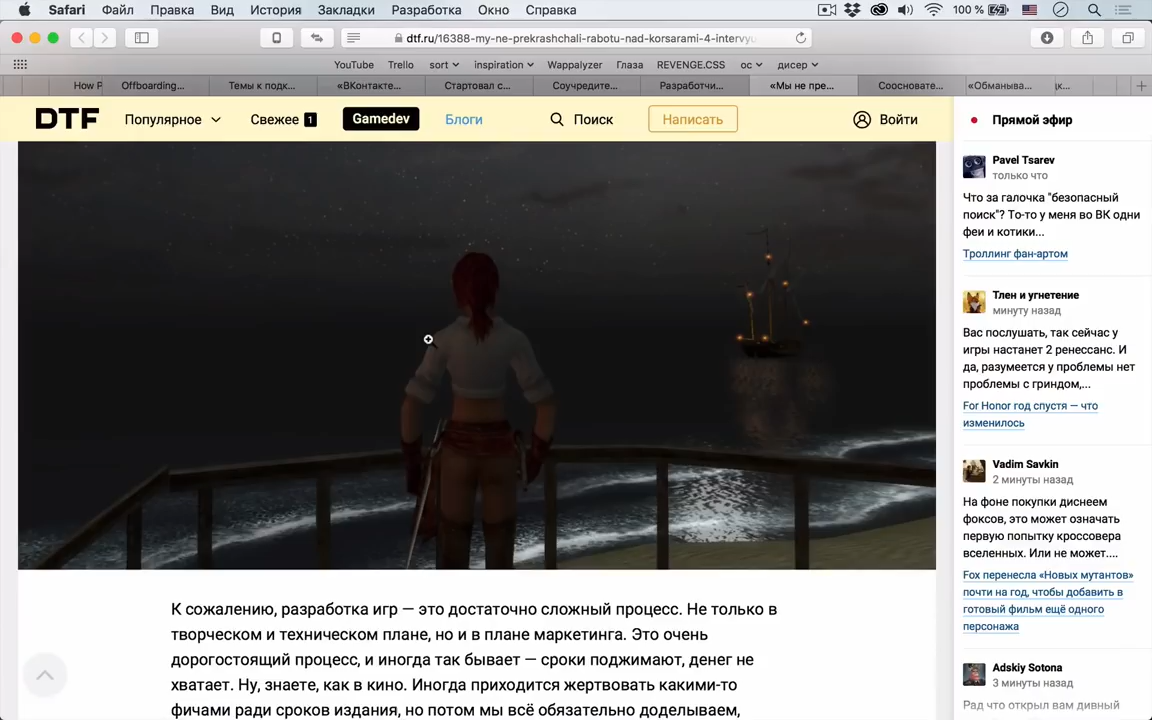 Safari Файл Правка Вид История Закладки Разработка Окно Справка 100 %
dtf.ru/16388-my-ne-prekrashchali-rabotu-nad-korsarami-4-intervyu
YouTube Trello sort inspiration Wappalyzer Глаза REVENGE.CSS ос дисер
How P Offboarding... Темы к подк... «ВКонтакте... Стартовал с... Соучредите... Разработчи... «Мы не пре... Сооснователь... «Обманыва... к...
DTF Популярное Свежее 1 Gamedev Блоги Поиск Написать Войти
Прямой эфир
Pavel Tsarev
только что
Что за галочка "безопасный
поиск"? То-то у меня во ВК одни
феи и котики...
Троллинг фан-артом
Тлен и угнетение
минуту назад
Вас послушать, так сейчас у
игры настанет 2 ренессанс. И
да, разумеется у проблемы нет
проблемы с гриндом,...
For Honor год спустя — что
изменилось
Vadim Savkin
2 минуты назад
На фоне покупки диснеем
фоксов, это может означать
первую попытку кроссовера
вселенных. Или не может....
Fox перенесла «Новых мутантов»
почти на год, чтобы добавить в
готовый фильм ещё одного
персонажа
Adskiy Sotona
3 минуты назад
Рад что открыл вам дивный
К сожалению, разработка игр — это достаточно сложный процесс. Не только в
творческом и техническом плане, но и в плане маркетинга. Это очень
дорогостоящий процесс, и иногда так бывает — сроки поджимают, денег не
хватает. Ну, знаете, как в кино. Иногда приходится жертвовать какими-то
фичами ради сроков издания, но потом мы всё обязательно доделываем,